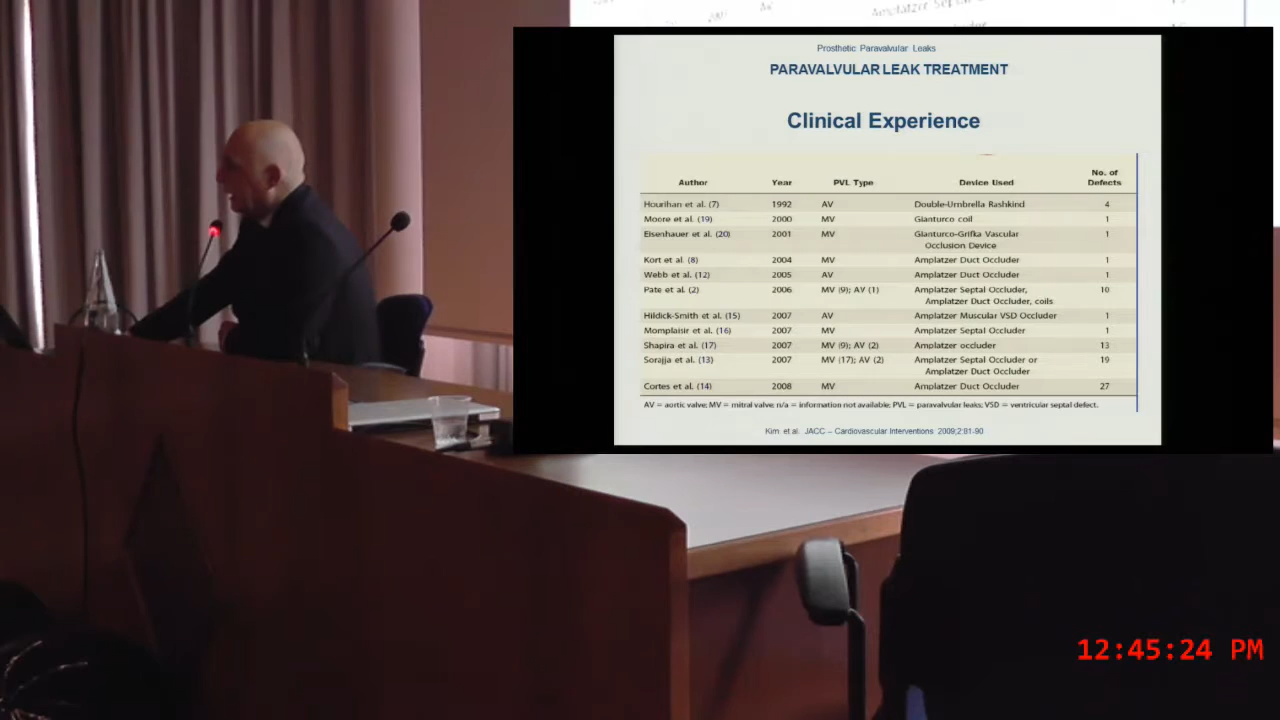 2001 AV Amplatzer Septal
Prosthetic Paravalvular Leaks
PARAVALVULAR LEAK TREATMENT
Clinical Experience
Author Year PVL Type Device Used No. of Defects
Hourihan et al. (7) 1992 AV Double-Umbrella Rashkind 4
Moore et al. (19) 2000 MV Gianturco coil 1
Eisenhauer et al. (20) 2001 MV Gianturco-Grifka Vascular 1
Occlusion Device
Kort et al. (8) 2004 MV Amplatzer Duct Occluder 1
Webb et al. (12) 2005 AV Amplatzer Duct Occluder 1
Pate et al. (2) 2006 MV (9); AV (1) Amplatzer Septal Occluder, 10
Amplatzer Duct Occluder, coils
Hildick-Smith et al. (15) 2007 AV Amplatzer Muscular VSD Occluder 1
Momplaisir et al. (16) 2007 MV Amplatzer Septal Occluder 1
Shapira et al. (17) 2007 MV (9); AV (2) Amplatzer occluder 13
Sorajja et al. (13) 2007 MV (17); AV (2) Amplatzer Septal Occluder or 19
Amplatzer Duct Occluder
Cortes et al. (14) 2008 MV Amplatzer Duct Occluder 27
AV = aortic valve; MV = mitral valve; n/a = information not available; PVL = paravalvular leaks; VSD = ventricular septal defect.
Kim et al. JACC – Cardiovascular Interventions 2009;2:81-90
12:45:24 PM